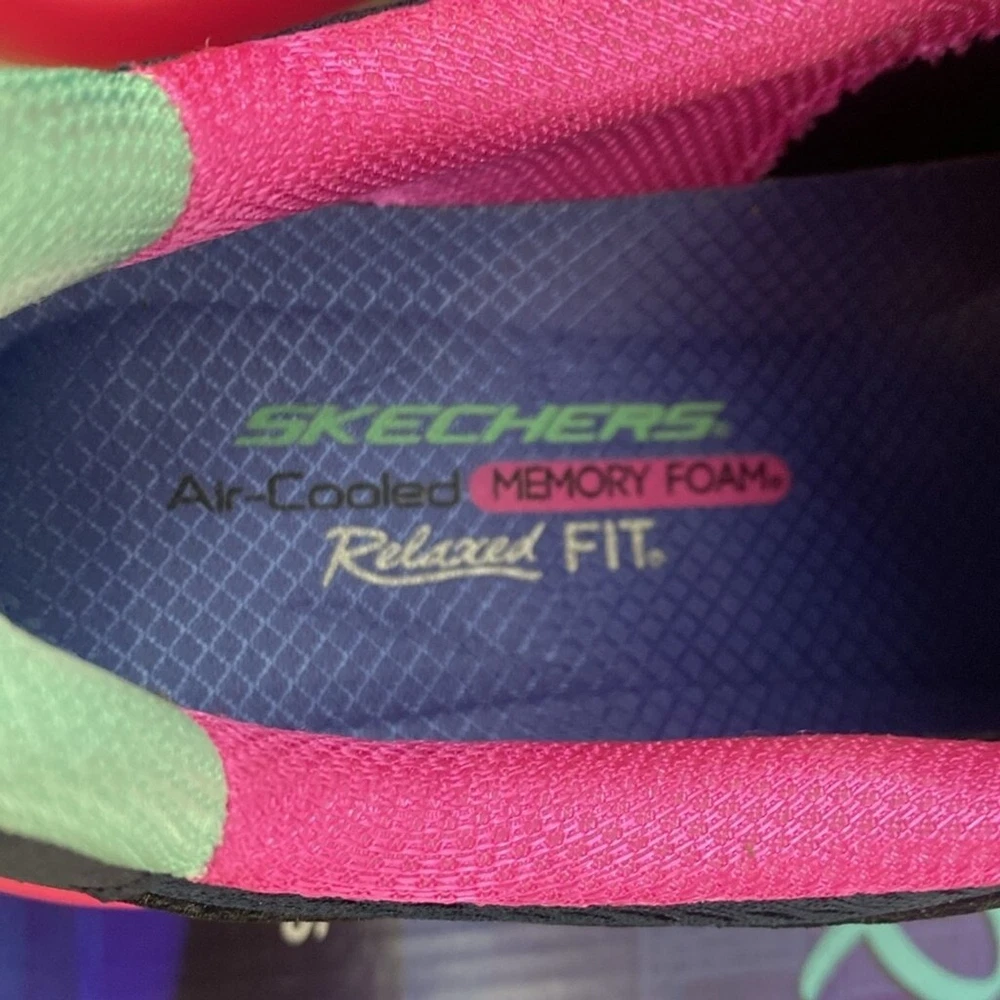 SKECHERS®
Air-Cooled MEMORY FOAM®
Relaxed FIT®